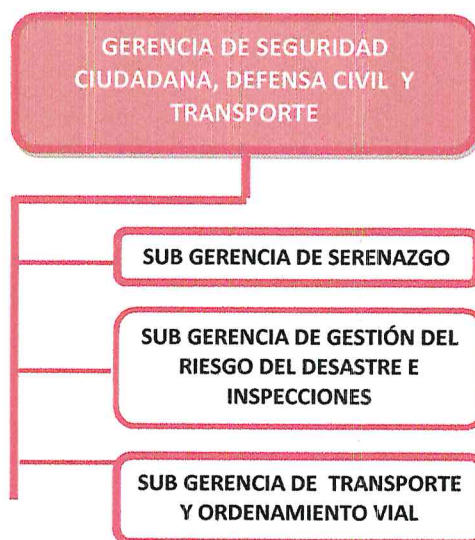 GERENCIA DE SEGURIDAD
CIUDADANA, DEFENSA CIVIL Y
TRANSPORTE
SUB GERENCIA DE SERENAZGO
SUB GERENCIA DE GESTIÓN DEL
RIESGO DEL DESASTRE E
INSPECCIONES
SUB GERENCIA DE TRANSPORTE
Y ORDENAMIENTO VIAL